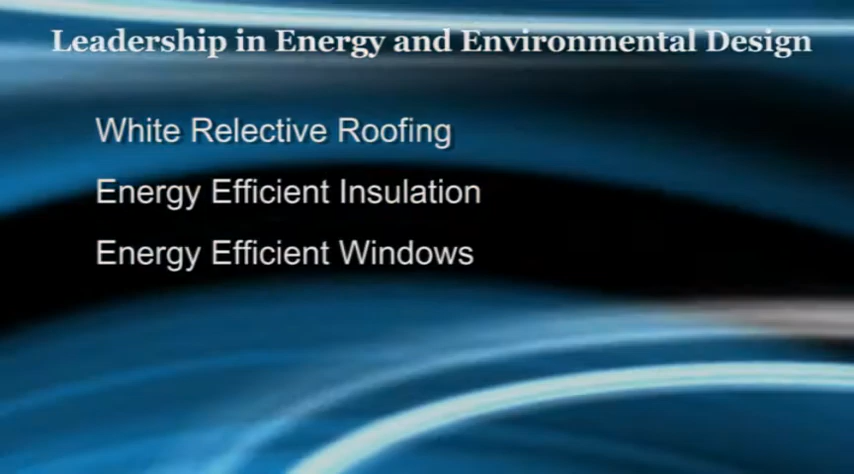 Leadership in Energy and Environmental Design
White Relective Roofing
Energy Efficient Insulation
Energy Efficient Windows